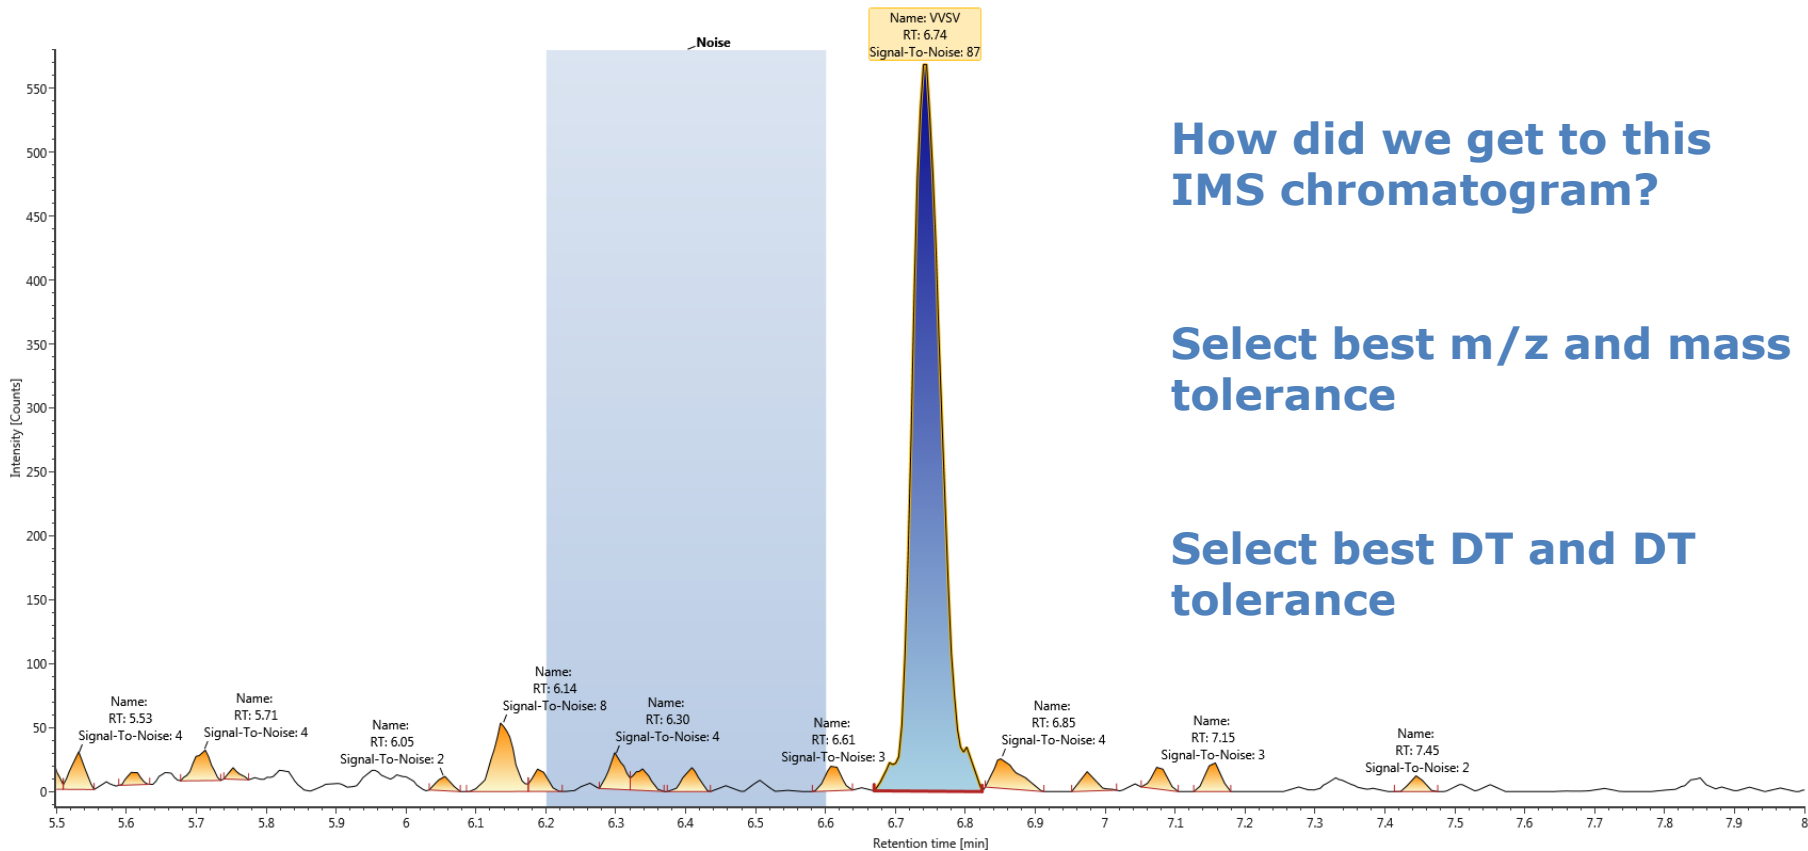 Noise
Name: VVSV
RT: 6.74
Signal-To-Noise: 87
How did we get to this
IMS chromatogram?
Select best m/z and mass
tolerance
Select best DT and DT
tolerance
Intensity [Counts]
550
500
450
400
350
300
250
200
150
100
50
0
Name:
RT: 5.53
Signal-To-Noise: 4
Name:
RT: 5.71
Signal-To-Noise: 4
Name:
RT: 6.05
Signal-To-Noise: 2
Name:
RT: 6.14
Signal-To-Noise: 8
Name:
RT: 6.30
Signal-To-Noise: 4
Name:
RT: 6.61
Signal-To-Noise: 3
Name:
RT: 6.85
Signal-To-Noise: 4
Name:
RT: 7.15
Signal-To-Noise: 3
Name:
RT: 7.45
Signal-To-Noise: 2
5.5 5.6 5.7 5.8 5.9 6 6.1 6.2 6.3 6.4 6.5 6.6 6.7 6.8 6.9 7 7.1 7.2 7.3 7.4 7.5 7.6 7.7 7.8 7.9 8
Retention time [min]